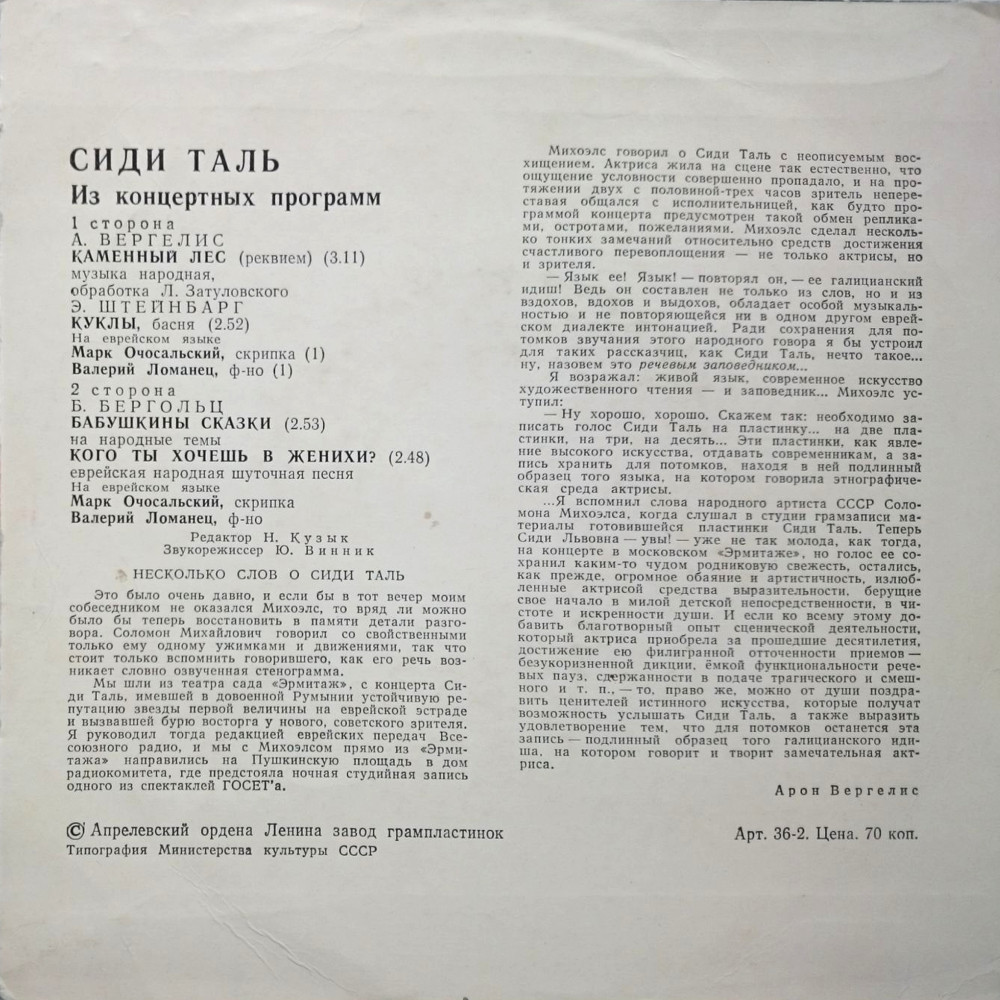 СИДИ ТАЛЬ
Из концертных программ
1 сторона
А. ВЕРГЕЛИС
КАМЕННЫЙ ЛЕС (реквием) (3.11)
музыка народная,
обработка Л. Затуловского
Э. ШТЕЙНБАРГ
КУКЛЫ, басня (2.52)
На еврейском языке
Марк Очосальский, скрипка (1)
Валерий Ломанец, ф-но (1)
2 сторона
Б. БЕРГОЛЬЦ
БАБУШКИНЫ СКАЗКИ (2.53)
на народные темы
КОГО ТЫ ХОЧЕШЬ В ЖЕНИХИ? (2.48)
еврейская народная шуточная песня
На еврейском языке
Марк Очосальский, скрипка
Валерий Ломанец, ф-но
Редактор Н. Кузык
Звукорежиссер Ю. Винник
НЕСКОЛЬКО СЛОВ О СИДИ ТАЛЬ
Это было очень давно, и если бы в тот вечер моим
собеседником не оказался Михоэлс, то вряд ли можно
было бы теперь восстановить в памяти детали разго-
вора. Соломон Михайлович говорил со свойственными
только ему одному ужимками и движениями, так что
стоит только вспомнить говорившего, как его речь воз-
никает словно озвученная стенограмма.
Мы шли из театра сада «Эрмитаж», с концерта Си-
ди Таль, имевшей в довоенной Румынии устойчивую ре-
путацию звезды первой величины на еврейской эстраде
и вызвавшей бурю восторга у нового, советского зрителя.
Я руководил тогда редакцией еврейских передач Все-
союзного радио, и мы с Михоэлсом прямо из «Эрми-
тажа» направились на Пушкинскую площадь в дом
радиокомитета, где предстояла ночная студийная запись
одного из спектаклей ГОСЕТ'а.
Михоэлс говорил о Сиди Таль с неописуемым вос-
хищением. Актриса жила на сцене так естественно, что
ощущение условности совершенно пропадало, и на про-
тяжении двух с половиной-трех часов зритель непере-
ставая общался с исполнительницей, как будто про-
граммой концерта предусмотрен такой обмен реплика-
ми, остротами, пожеланиями. Михоэлс сделал несколь-
ко тонких замечаний относительно средств достижения
счастливого перевоплощения — не только актрисы, но
и зрителя.
— Язык ее! Язык! — повторял он, — ее галицианский
идиш! Ведь он составлен не только из слов, но и из
вздохов, вдохов и выдохов, обладает особой музыкаль-
ностью и не повторяющейся ни в одном другом еврей-
ском диалекте интонацией. Ради сохранения для по-
томков звучания этого народного говора я бы устроил
для таких рассказчиц, как Сиди Таль, нечто такое...
ну, назовем это речевым заповедником...
Я возражал: живой язык, современное искусство
художественного чтения — и заповедник... Михоэлс ус-
тупил:
— Ну хорошо, хорошо. Скажем так: необходимо за-
писать голос Сиди Таль на пластинку... на две пла-
стинки, на три, на десять... Эти пластинки, как явле-
ние высокого искусства, отдавать современникам, а за-
пись хранить для потомков, находя в ней подлинный
образец того языка, на котором говорила этнографиче-
ская среда актрисы.
...Я вспомнил слова народного артиста СССР Соло-
мона Михоэлса, когда слушал в студии грамзаписи ма-
териалы готовившейся пластинки Сиди Таль. Теперь
Сиди Львовна — увы! — уже не так молода, как тогда,
на концерте в московском «Эрмитаже», но голос ее со-
хранил каким-то чудом родниковую свежесть, остались,
как прежде, огромное обаяние и артистичность, излюб-
ленные актрисой средства выразительности, берущие
свое начало в милой детской непосредственности, в чи-
стоте и искренности души. И если ко всему этому до-
бавить благотворный опыт сценической деятельности,
который актриса приобрела за прошедшие десятилетия,
достижение ею филигранной отточенности приемов —
безукоризненной дикции, ёмкой функциональности рече-
вых пауз, сдержанности в подаче трагического и смеш-
ного и т. п., — то, право же, можно от души поздра-
вить ценителей истинного искусства, которые получат
возможность услышать Сиди Таль, а также выразить
удовлетворение тем, что для потомков останется эта
запись — подлинный образец того галицианского иди-
ша, на котором говорит и творит замечательная акт-
риса.
Арон Вергелис
© Апрелевский ордена Ленина завод грампластинок
Типография Министерства культуры СССР
Арт. 36-2. Цена. 70 коп.